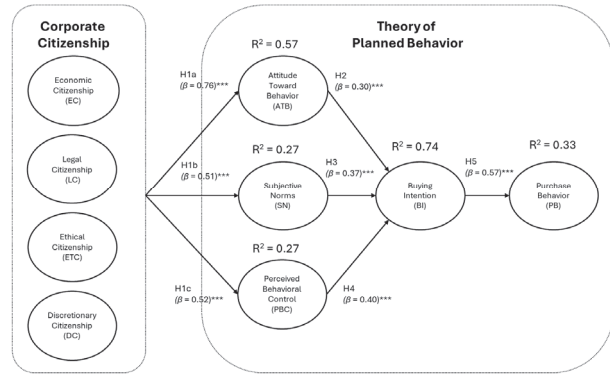 Corporate
Citizenship
Economic
Citizenship
(EC)
Legal
Citizenship
(LC)
Ethical
Citizenship
(ETC)
Discretionary
Citizenship
(DC)
Theory of
Planned Behavior
H1a
(β = 0.76)***
H1b
(β = 0.51)***
H1c
(β = 0.52)***
R² = 0.57
Attitude
Toward
Behavior
(ATB)
R² = 0.27
Subjective
Norms
(SN)
R² = 0.27
Perceived
Behavioral
Control
(PBC)
H2
(β = 0.30)***
H3
(β = 0.37)***
H4
(β = 0.40)***
R² = 0.74
Buying
Intention
(BI)
H5
(β = 0.57)***
R² = 0.33
Purchase
Behavior
(PB)